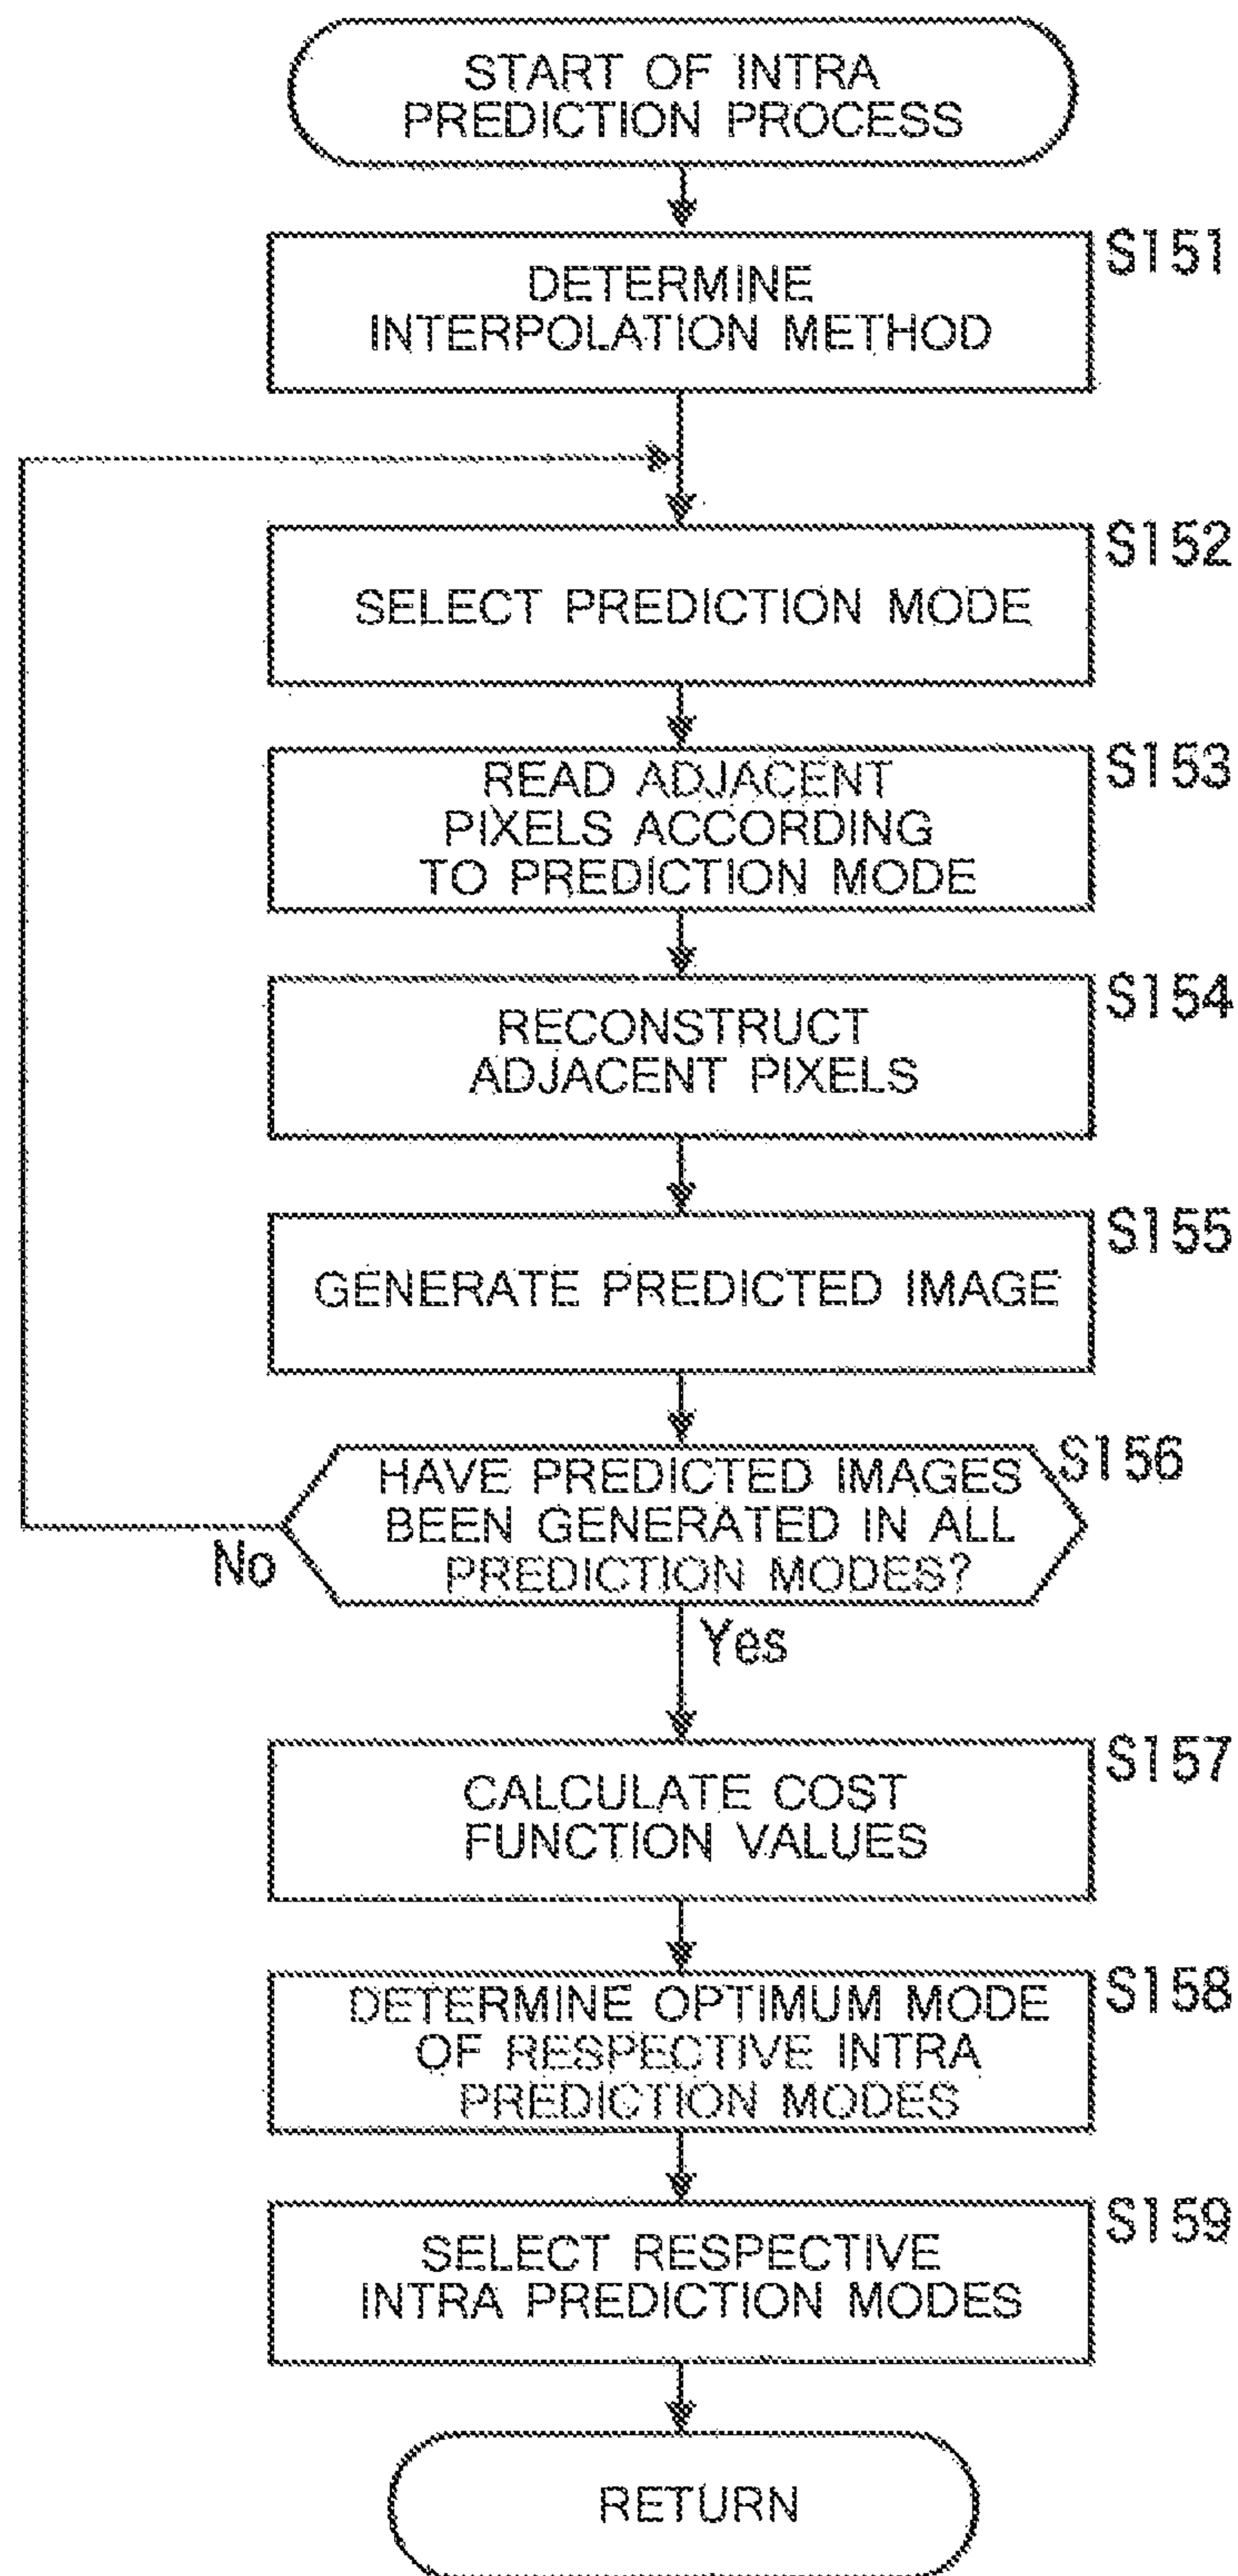 START OF INTRA
PREDICTION PROCESS
S151
DETERMINE
INTERPOLATION METHOD
S152
SELECT PREDICTION MODE
S153
READ ADJACENT
PIXELS ACCORDING
TO PREDICTION MODE
S154
RECONSTRUCT
ADJACENT PIXELS
S155
GENERATE PREDICTED IMAGE
S156
HAVE PREDICTED IMAGES
BEEN GENERATED IN ALL
PREDICTION MODES?
No
Yes
S157
CALCULATE COST
FUNCTION VALUES
S158
DETERMINE OPTIMUM MODE
OF RESPECTIVE INTRA
PREDICTION MODES
S159
SELECT RESPECTIVE
INTRA PREDICTION MODES
RETURN